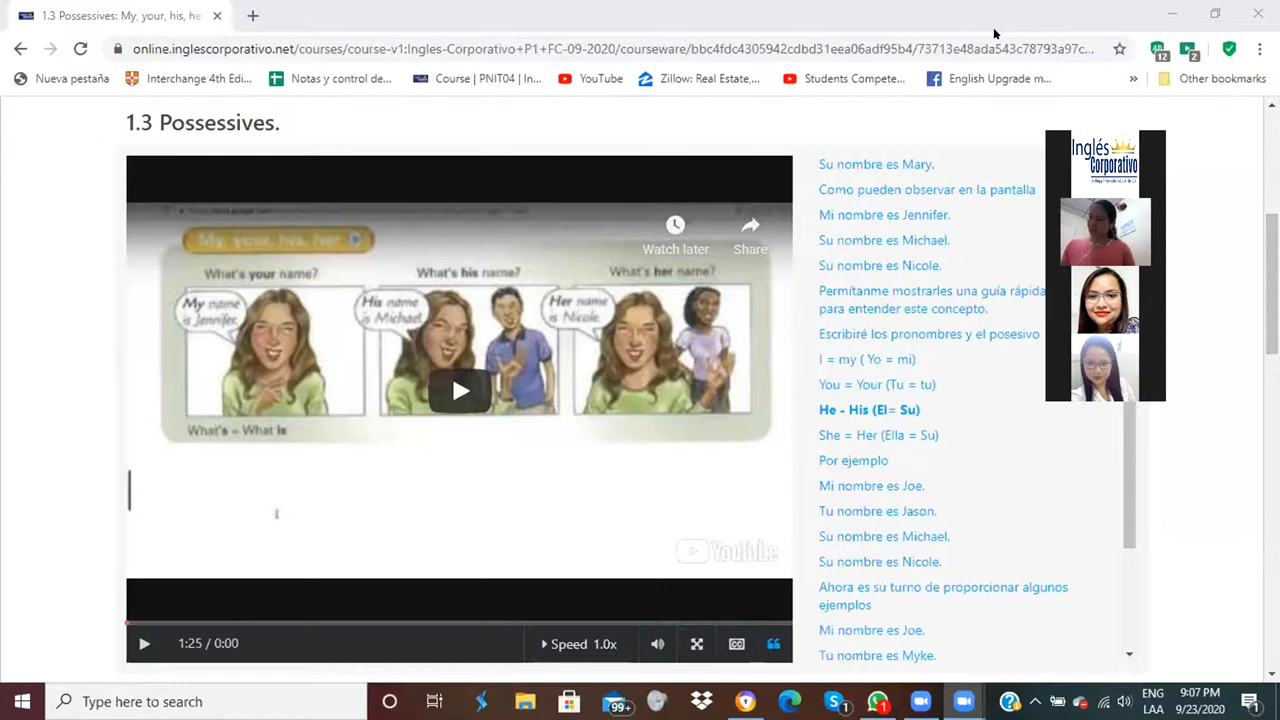 1.3 Possessives: My, your, his, he
online.inglescorporativo.net/courses/course-v1:Ingles-Corporativo+P1+FC-09-2020/courseware/bbc4fdc4305942cdbd31eea06adf95b4/73713e48ada543c78793a97c...
12
2
Nueva pestaña
Interchange 4th Edi...
Notas y control de...
Course | PNIT04 | In...
YouTube
Zillow: Real Estate,...
Students Compete...
English Upgrade m...
»
Other bookmarks
1.3 Possessives.
My, your, his, her
Watch later
Share
What's your name?
What's his name?
What's her name?
My name
is Jennifer.
His name
is Michael.
Her name
is Nicole.
What's = What is
YouTube
1:25 / 0:00
Speed 1.0x
Su nombre es Mary.
Como pueden observar en la pantalla
Mi nombre es Jennifer.
Su nombre es Michael.
Su nombre es Nicole.
Permítanme mostrarles una guía rápida
para entender este concepto.
Escribiré los pronombres y el posesivo
I = my ( Yo = mi)
You = Your (Tu = tu)
He - His (El= Su)
She = Her (Ella = Su)
Por ejemplo
Mi nombre es Joe.
Tu nombre es Jason.
Su nombre es Michael.
Su nombre es Nicole.
Ahora es su turno de proporcionar algunos
ejemplos
Mi nombre es Joe.
Tu nombre es Myke.
Inglés
Corporativo
Type here to search
99+
1
1
ENG
LAA
9:07 PM
9/23/2020
1